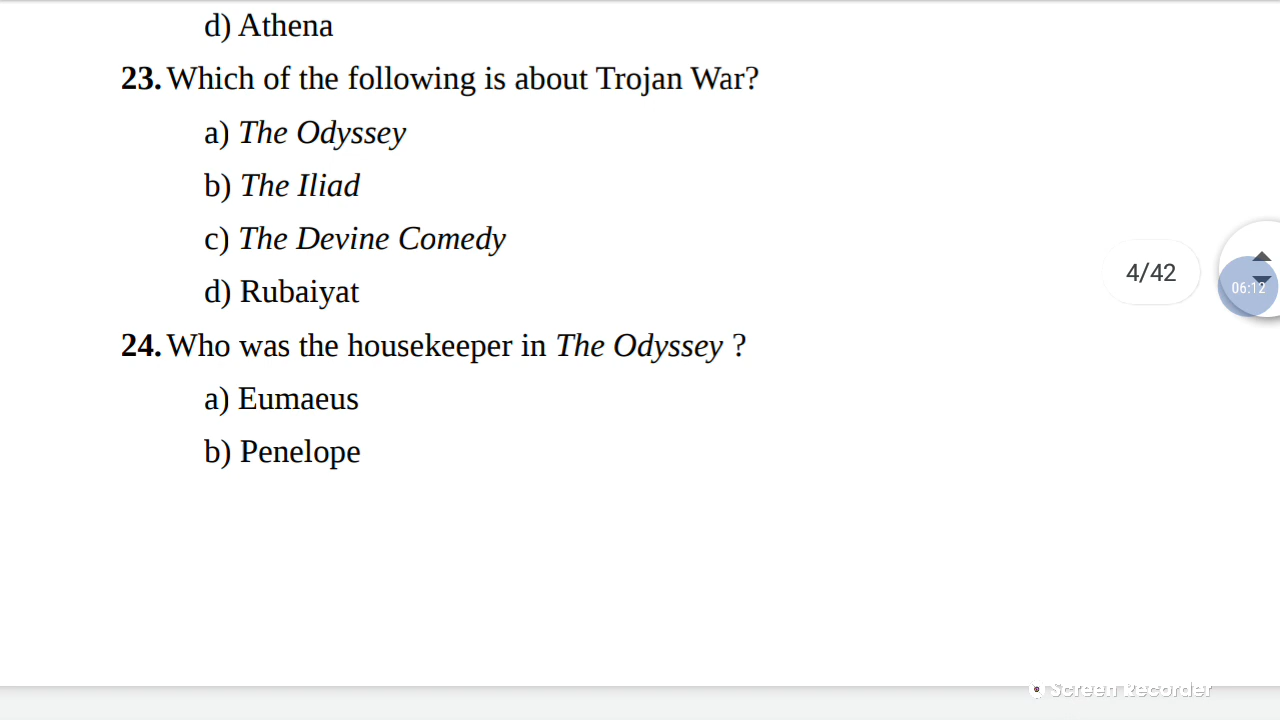 d) Athena
23. Which of the following is about Trojan War?
a) The Odyssey
b) The Iliad
c) The Devine Comedy
d) Rubaiyat
4/42
06:12
24. Who was the housekeeper in The Odyssey ?
a) Eumaeus
b) Penelope
Screen Recorder